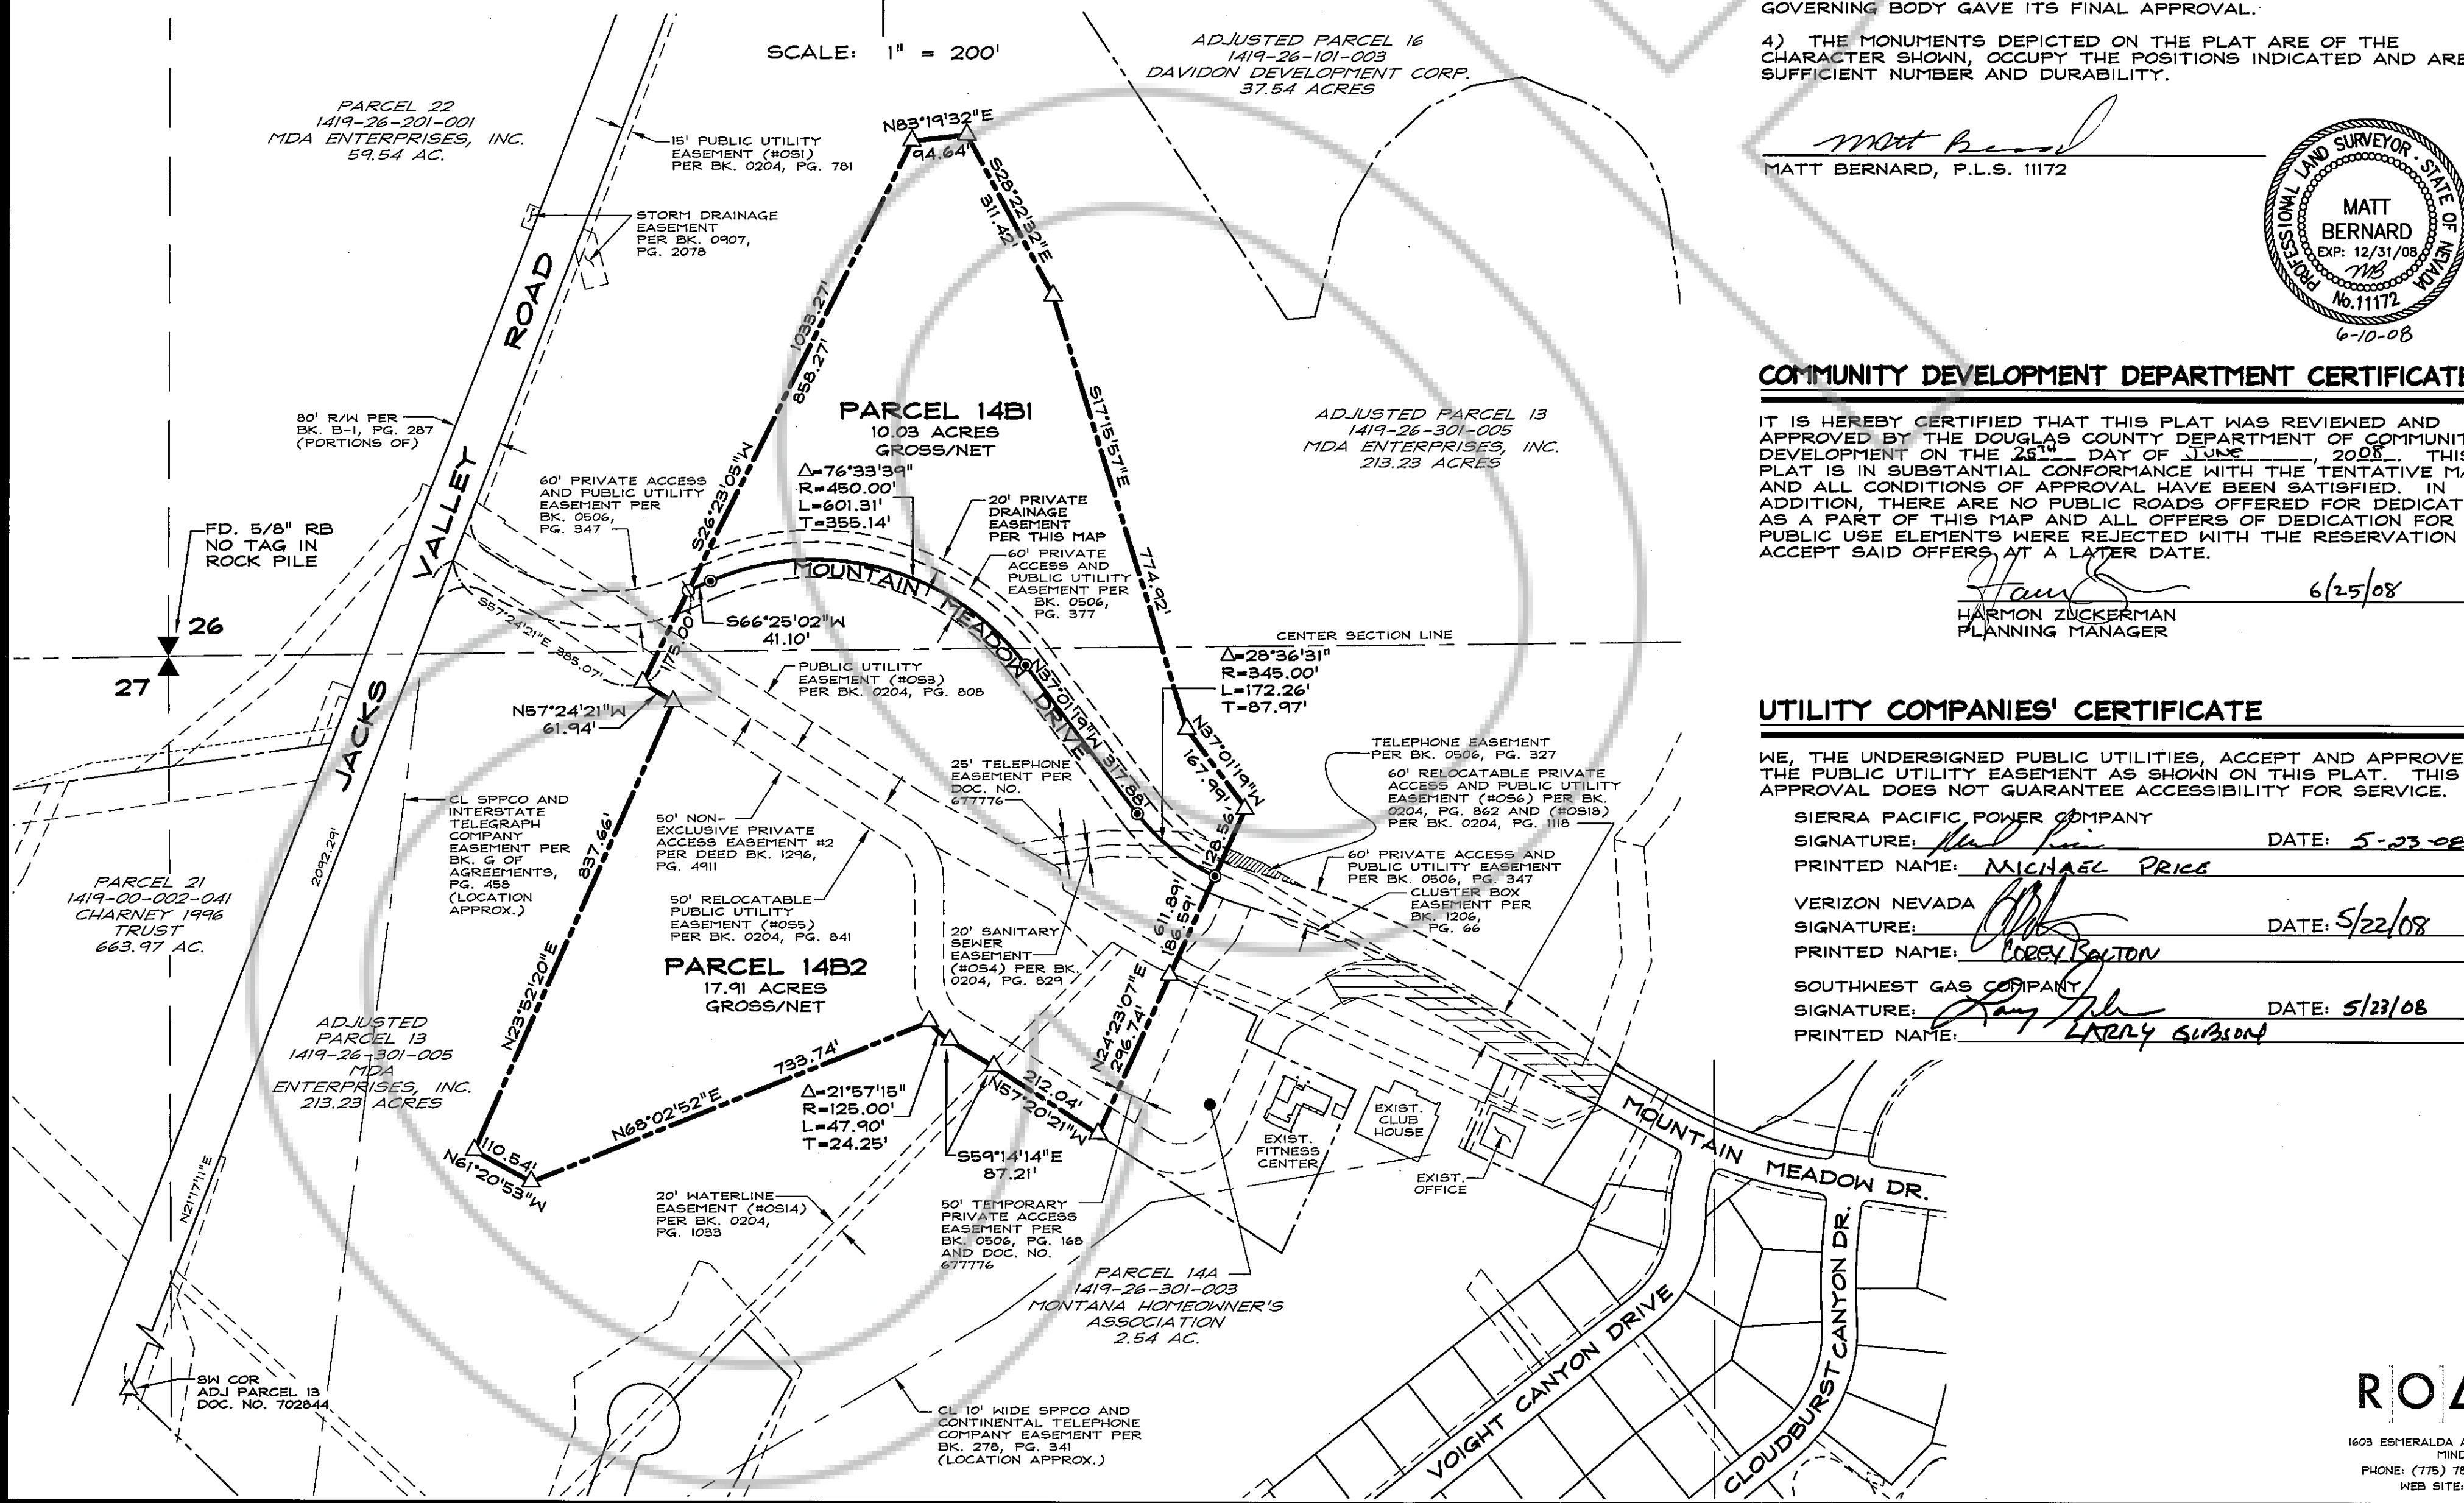 SCALE: 1" = 200'
PARCEL 22
1419-26-201-001
MDA ENTERPRISES, INC.
59.54 AC.
15' PUBLIC UTILITY
EASEMENT (#OS1)
PER BK. 0204, PG. 781
STORM DRAINAGE
EASEMENT
PER BK. 0907,
PG. 2078
ADJUSTED PARCEL 16
1419-26-101-003
DAVIDON DEVELOPMENT CORP.
37.54 ACRES
N83°19'32"E
94.64'
S28°22'32"E
311.42'
1033.27'
858.27'
S26°23'05"W
JACKS VALLEY ROAD
80' R/W PER
BK. B-1, PG. 287
(PORTIONS OF)
PARCEL 14B1
10.03 ACRES
GROSS/NET
Δ=76°33'39"
R=450.00'
L=601.31'
T=355.14'
S17°15'57"E
774.92'
ADJUSTED PARCEL 13
1419-26-301-005
MDA ENTERPRISES, INC.
213.23 ACRES
60' PRIVATE ACCESS
AND PUBLIC UTILITY
EASEMENT PER
BK. 0506,
PG. 347
20' PRIVATE
DRAINAGE
EASEMENT
PER THIS MAP
60' PRIVATE
ACCESS AND
PUBLIC UTILITY
EASEMENT PER
BK. 0506,
PG. 377
FD. 5/8" RB
NO TAG IN
ROCK PILE
26
27
S57°24'21"E 385.07'
175.00'
S66°25'02"W
41.10'
MOUNTAIN MEADOW DRIVE
N37°01'19"W 317.88'
CENTER SECTION LINE
Δ=28°36'31"
R=345.00'
L=172.26'
T=87.97'
PUBLIC UTILITY
EASEMENT (#OS3)
PER BK. 0204, PG. 808
N57°24'21"W
61.94'
N37°01'19"W
167.99'
128.56'
TELEPHONE EASEMENT
PER BK. 0506, PG. 327
60' RELOCATABLE PRIVATE
ACCESS AND PUBLIC UTILITY
EASEMENT (#OS6) PER BK.
0204, PG. 862 AND (#OS18)
PER BK. 0204, PG. 1118
25' TELEPHONE
EASEMENT PER
DOC. NO.
677776
CL SPPCO AND
INTERSTATE
TELEGRAPH
COMPANY
EASEMENT PER
BK. G OF
AGREEMENTS,
PG. 458
(LOCATION
APPROX.)
2092.29'
837.66'
N23°52'20"E
50' NON-
EXCLUSIVE PRIVATE
ACCESS EASEMENT #2
PER DEED BK. 1296,
PG. 4911
50' RELOCATABLE
PUBLIC UTILITY
EASEMENT (#OS5)
PER BK. 0204, PG. 841
60' PRIVATE ACCESS AND
PUBLIC UTILITY EASEMENT
PER BK. 0506, PG. 347
CLUSTER BOX
EASEMENT PER
BK. 1206,
PG. 66
PARCEL 21
1419-00-002-041
CHARNEY 1996
TRUST
663.97 AC.
20' SANITARY
SEWER
EASEMENT
(#OS4) PER BK.
0204, PG. 829
611.89'
186.59'
N24°23'07"E
296.74'
PARCEL 14B2
17.91 ACRES
GROSS/NET
ADJUSTED
PARCEL 13
1419-26-301-005
MDA
ENTERPRISES, INC.
213.23 ACRES
733.74'
N68°02'52"E
Δ=21°57'15"
R=125.00'
L=47.90'
T=24.25'
212.04'
N57°20'21"W
S59°14'14"E
87.21'
110.54'
N61°20'53"W
N21°17'11"E
20' WATERLINE
EASEMENT (#OS14)
PER BK. 0204,
PG. 1033
50' TEMPORARY
PRIVATE ACCESS
EASEMENT PER
BK. 0506, PG. 168
AND DOC. NO.
677776
EXIST.
FITNESS
CENTER
EXIST.
CLUB
HOUSE
EXIST.
OFFICE
MOUNTAIN MEADOW DR.
PARCEL 14A
1419-26-301-003
MONTANA HOMEOWNER'S
ASSOCIATION
2.54 AC.
VOIGHT CANYON DRIVE
CLOUDBURST CANYON DR.
SW COR
ADJ PARCEL 13
DOC. NO. 702844
CL 10' WIDE SPPCO AND
CONTINENTAL TELEPHONE
COMPANY EASEMENT PER
BK. 278, PG. 341
(LOCATION APPROX.)
GOVERNING BODY GAVE ITS FINAL APPROVAL.
4) THE MONUMENTS DEPICTED ON THE PLAT ARE OF THE
CHARACTER SHOWN, OCCUPY THE POSITIONS INDICATED AND ARE
SUFFICIENT NUMBER AND DURABILITY.
MATT BERNARD, P.L.S. 11172
PROFESSIONAL LAND SURVEYOR · STATE OF NEVADA
MATT
BERNARD
EXP: 12/31/08
MB
No.11172
6-10-08
COMMUNITY DEVELOPMENT DEPARTMENT CERTIFICATE
IT IS HEREBY CERTIFIED THAT THIS PLAT WAS REVIEWED AND
APPROVED BY THE DOUGLAS COUNTY DEPARTMENT OF COMMUNIT
DEVELOPMENT ON THE 25TH DAY OF JUNE, 2008. THIS
PLAT IS IN SUBSTANTIAL CONFORMANCE WITH THE TENTATIVE MA
AND ALL CONDITIONS OF APPROVAL HAVE BEEN SATISFIED. IN
ADDITION, THERE ARE NO PUBLIC ROADS OFFERED FOR DEDICAT
AS A PART OF THIS MAP AND ALL OFFERS OF DEDICATION FOR
PUBLIC USE ELEMENTS WERE REJECTED WITH THE RESERVATION
ACCEPT SAID OFFERS AT A LATER DATE.
6/25/08
HARMON ZUCKERMAN
PLANNING MANAGER
UTILITY COMPANIES' CERTIFICATE
WE, THE UNDERSIGNED PUBLIC UTILITIES, ACCEPT AND APPROVE
THE PUBLIC UTILITY EASEMENT AS SHOWN ON THIS PLAT. THIS
APPROVAL DOES NOT GUARANTEE ACCESSIBILITY FOR SERVICE.
SIERRA PACIFIC POWER COMPANY
SIGNATURE: DATE: 5-23-08
PRINTED NAME: MICHAEL PRICE
VERIZON NEVADA
SIGNATURE: DATE: 5/22/08
PRINTED NAME: COREY BOLTON
SOUTHWEST GAS COMPANY
SIGNATURE: DATE: 5/23/08
PRINTED NAME: LARRY GIBSON
RO
1603 ESMERALDA A
MIND
PHONE: (775) 78
WEB SITE: